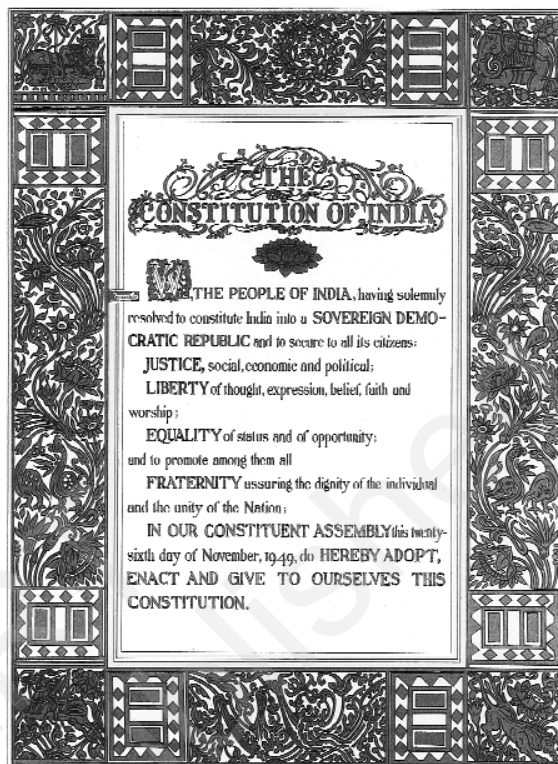 THE
CONSTITUTION OF INDIA
WE, THE PEOPLE OF INDIA, having solemnly
resolved to constitute India into a SOVEREIGN DEMO-
CRATIC REPUBLIC and to secure to all its citizens:
JUSTICE, social, economic and political;
LIBERTY of thought, expression, belief, faith and
worship;
EQUALITY of status and of opportunity;
and to promote among them all
FRATERNITY assuring the dignity of the individual
and the unity of the Nation;
IN OUR CONSTITUENT ASSEMBLY this twenty-
sixth day of November, 1949, do HEREBY ADOPT,
ENACT AND GIVE TO OURSELVES THIS
CONSTITUTION.